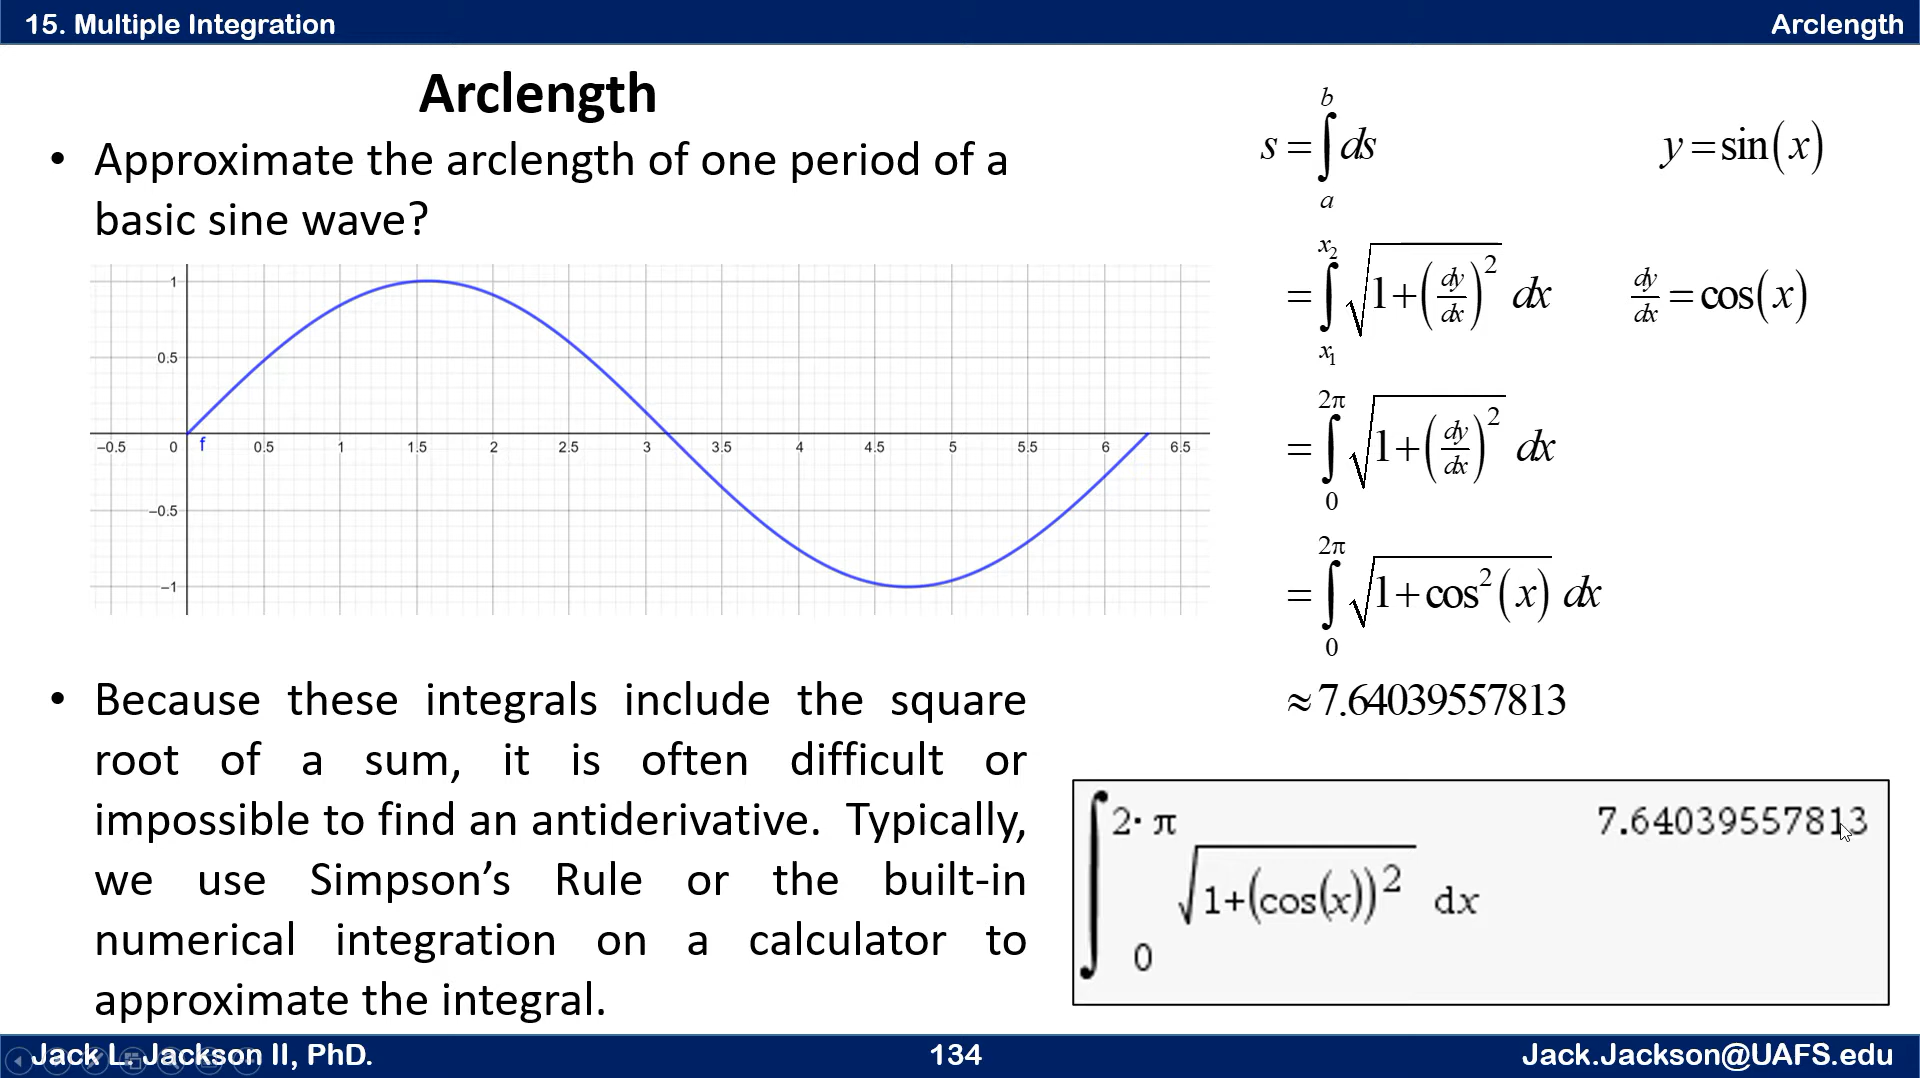 15. Multiple Integration
Arclength
Arclength
• Approximate the arclength of one period of a
basic sine wave?
1
0.5
−0.5 0 f 0.5 1 1.5 2 2.5 3 3.5 4 4.5 5 5.5 6 6.5
−0.5
−1
• Because these integrals include the square
root of a sum, it is often difficult or
impossible to find an antiderivative. Typically,
we use Simpson’s Rule or the built-in
numerical integration on a calculator to
approximate the integral.
s = ∫_a^b ds y = sin(x)
= ∫_{x₁}^{x₂} √(1+(dy/dx)²) dx dy/dx = cos(x)
= ∫_0^{2π} √(1+(dy/dx)²) dx
= ∫_0^{2π} √(1+cos²(x)) dx
≈ 7.64039557813
∫_0^{2·π} √(1+(cos(x))²) dx 7.64039557813
Jack L. Jackson II, PhD.
134
Jack.Jackson@UAFS.edu